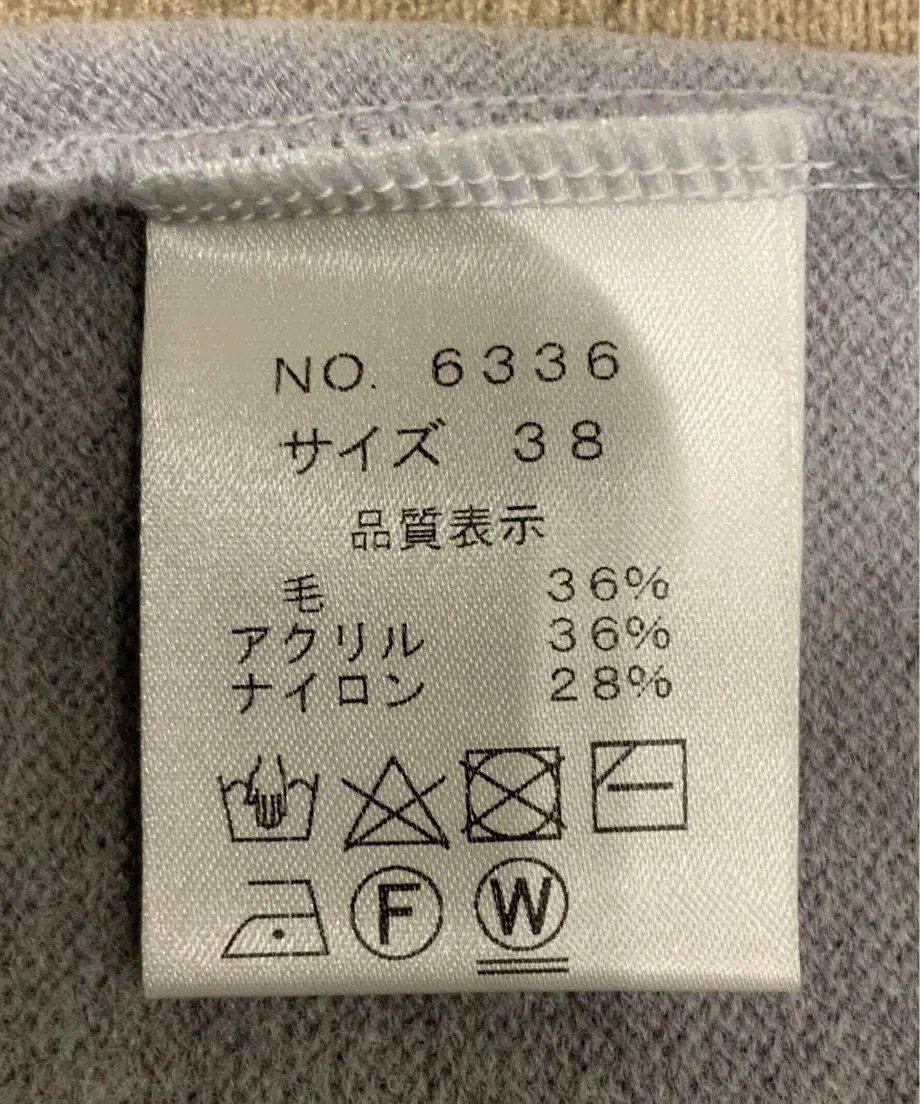 NO. 6336
サイズ 38
品質表示
毛 36%
アクリル 36%
ナイロン 28%
F W